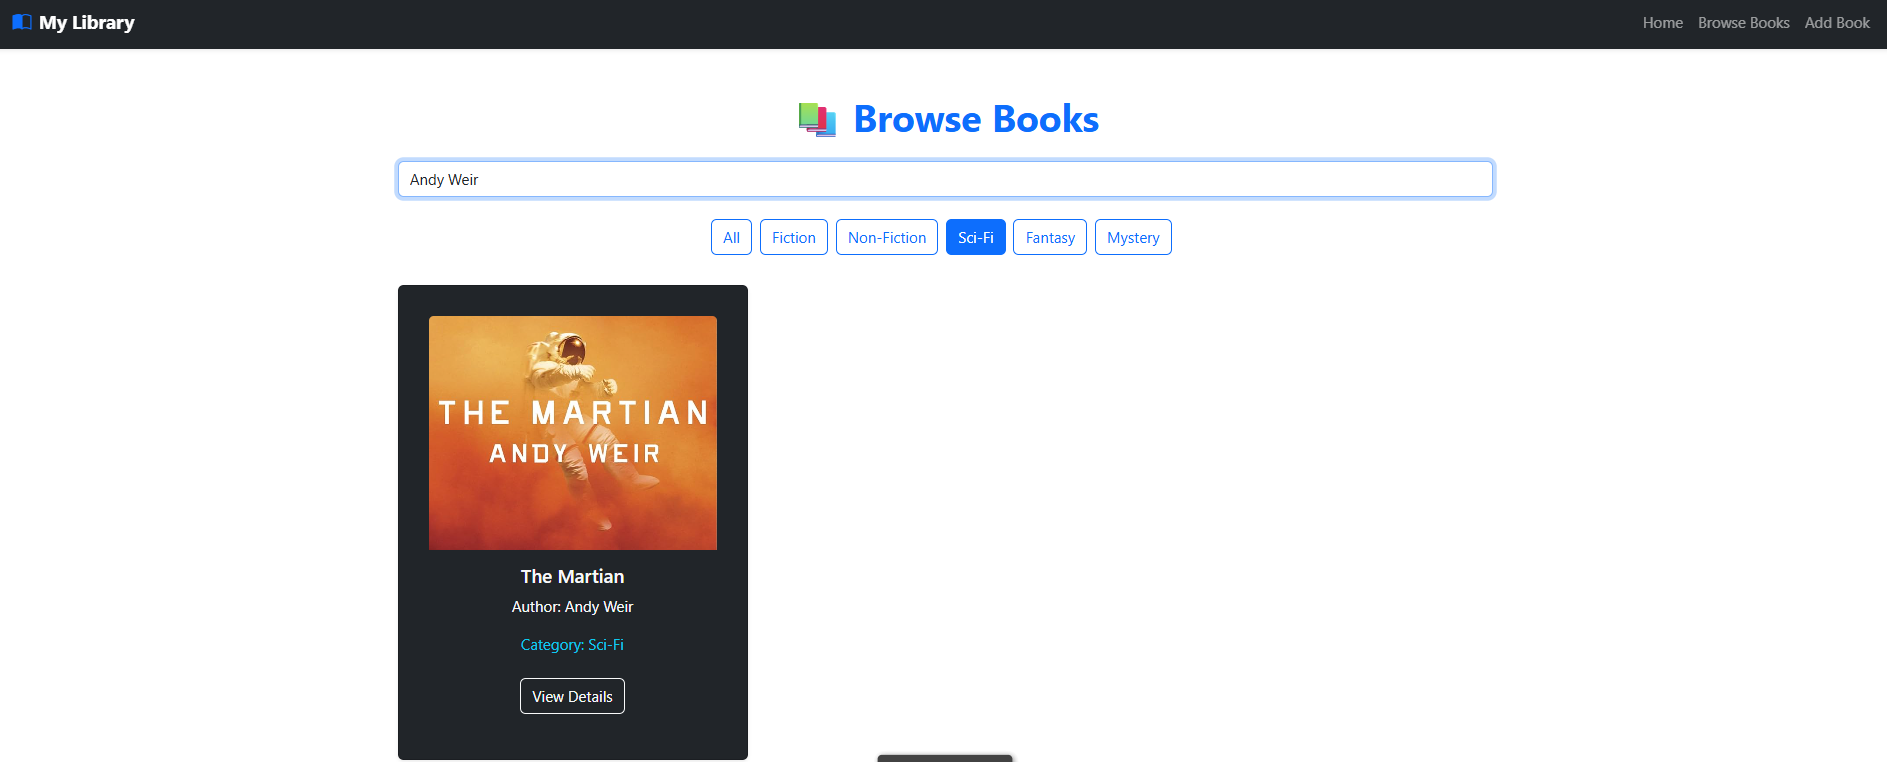 My Library
Home Browse Books Add Book
Browse Books
Andy Weir
All Fiction Non-Fiction Sci-Fi Fantasy Mystery
THE MARTIAN
ANDY WEIR
The Martian
Author: Andy Weir
Category: Sci-Fi
View Details